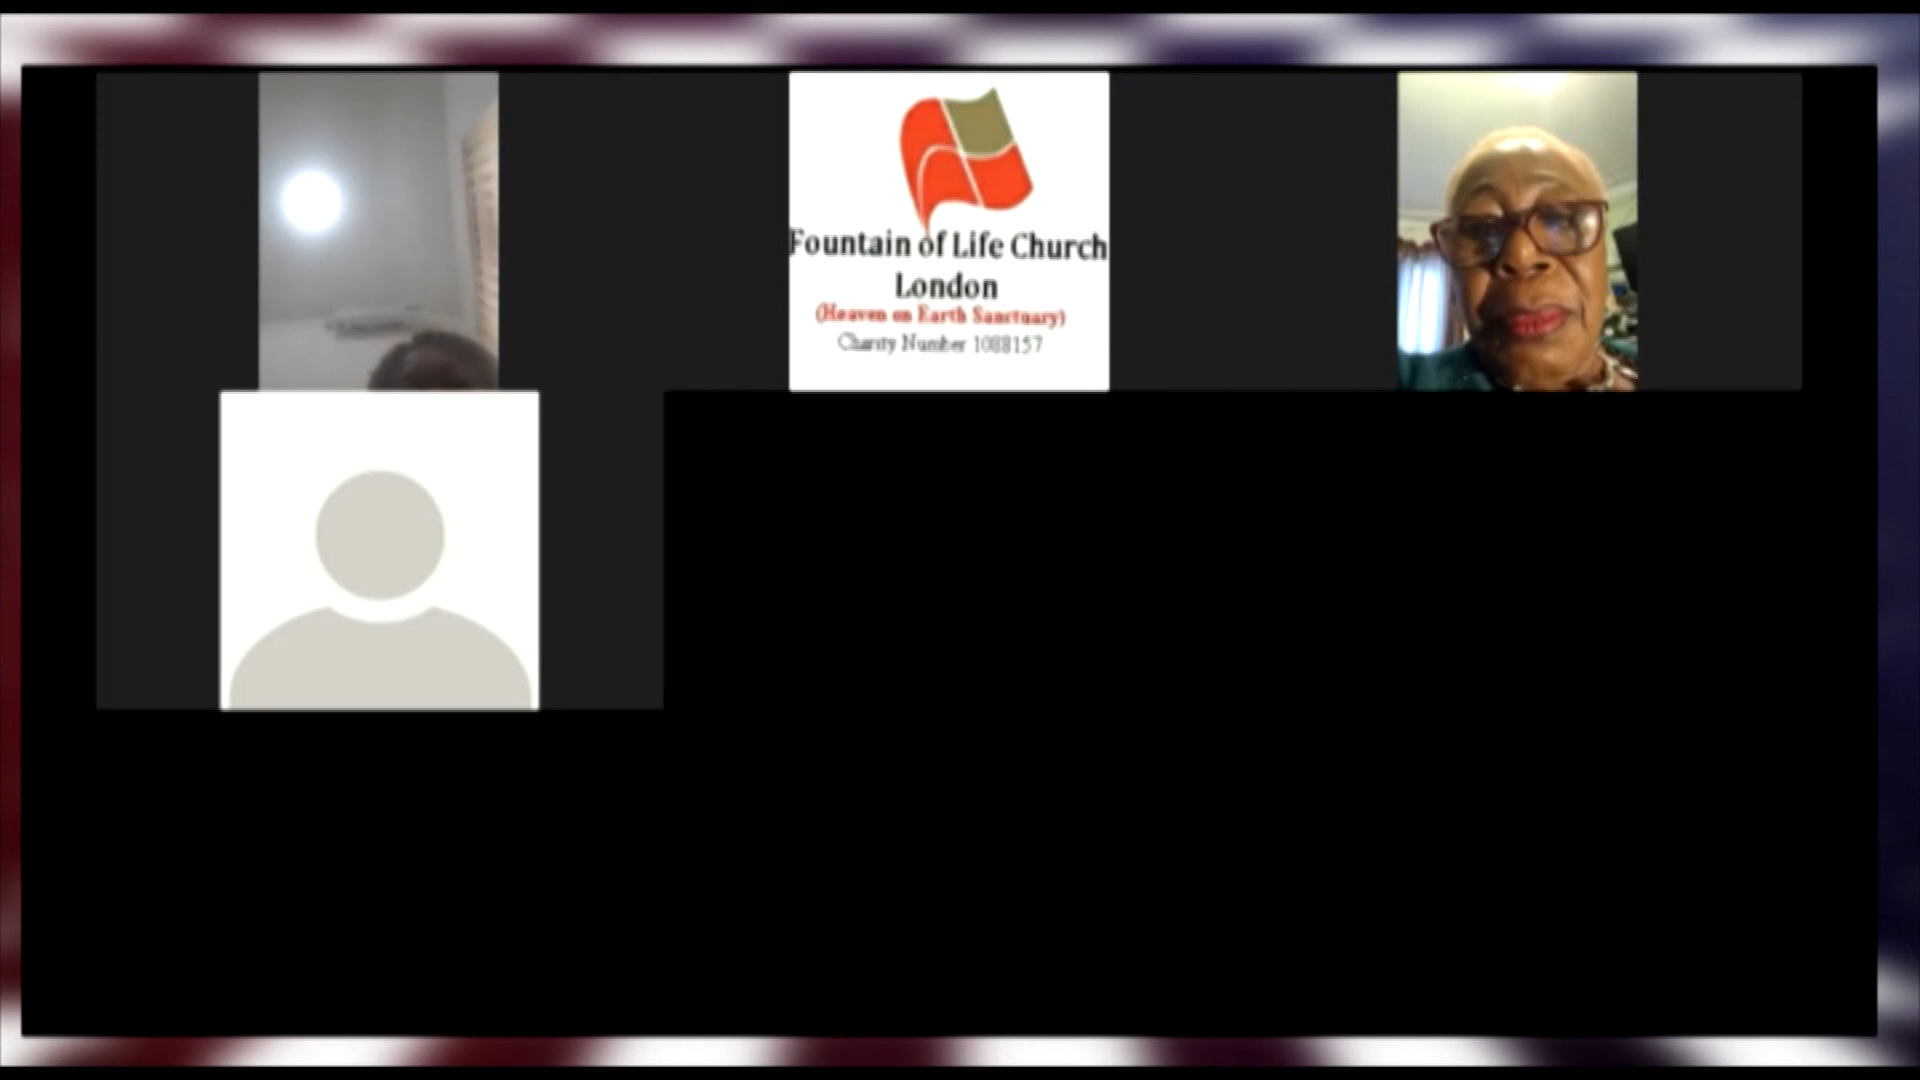 Fountain of Life Church
London
(Heaven on Earth Sanctuary)
Charity Number 1088157